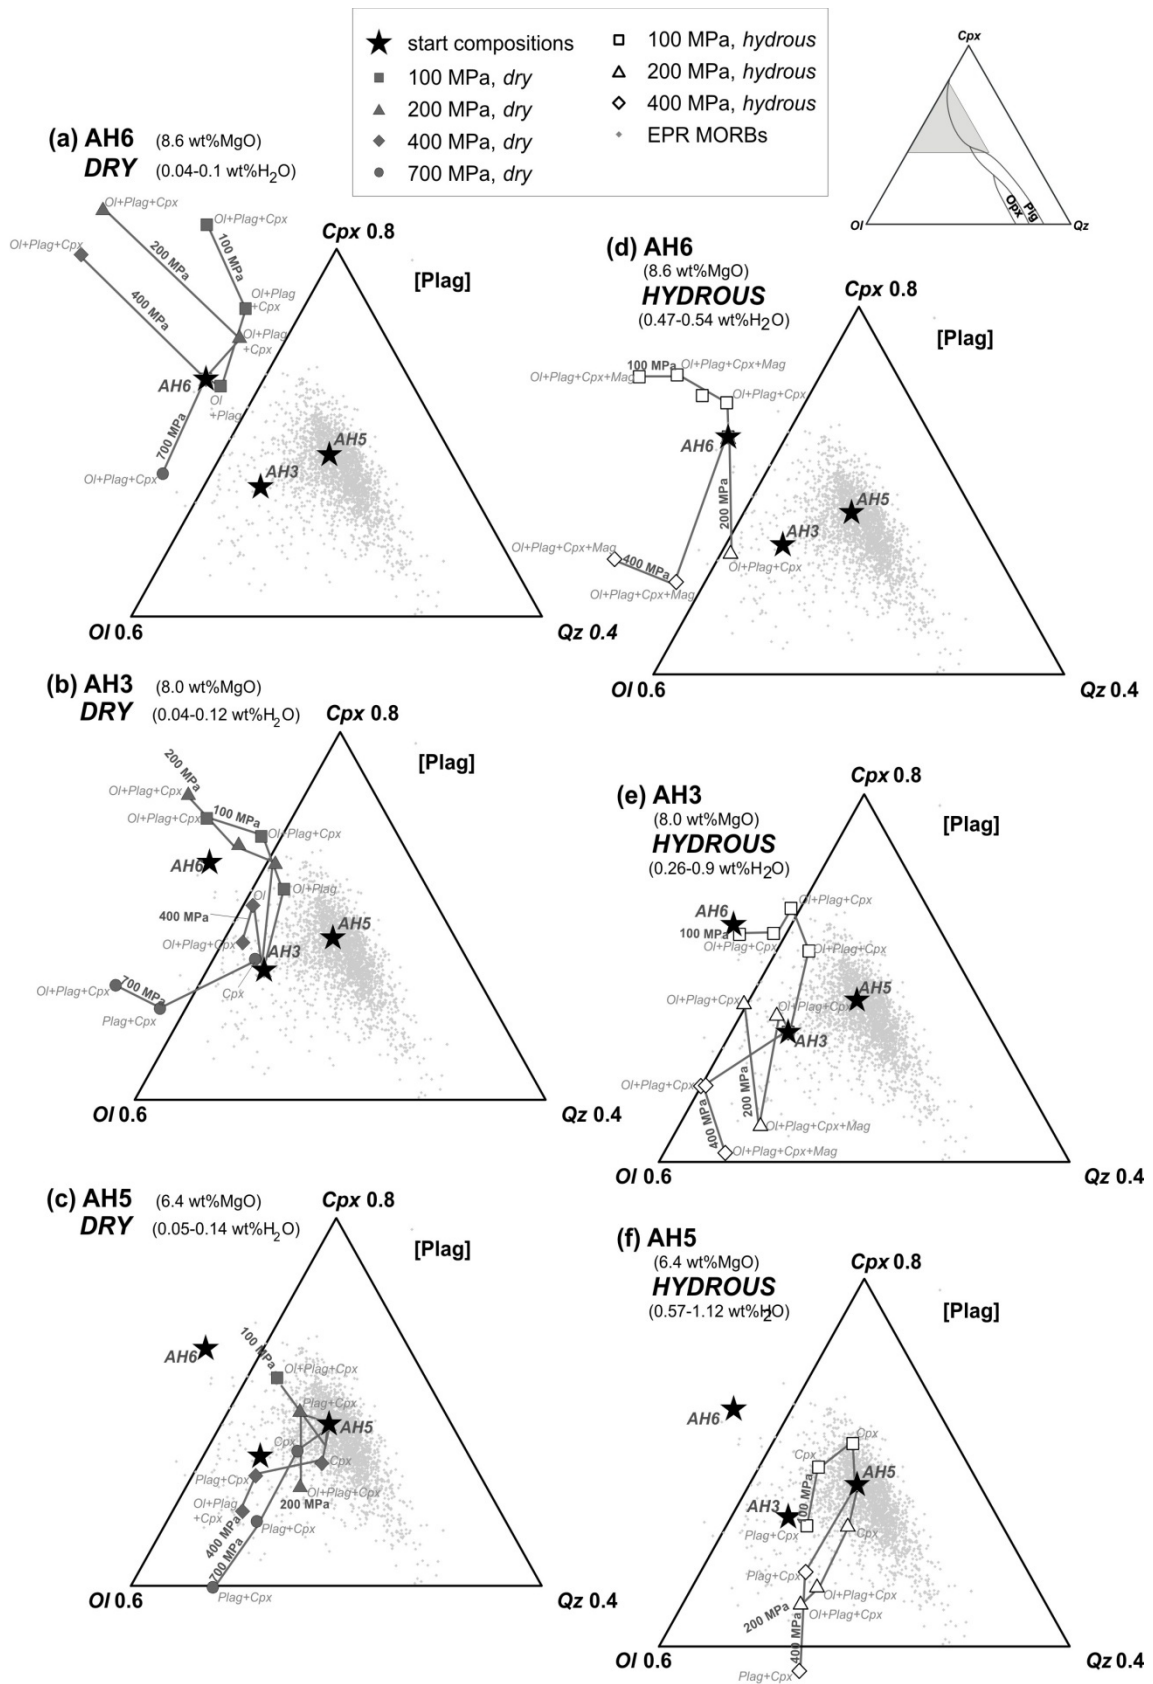 start compositions
100 MPa, dry
200 MPa, dry
400 MPa, dry
700 MPa, dry
100 MPa, hydrous
200 MPa, hydrous
400 MPa, hydrous
EPR MORBs
Cpx
Opx
Pig
Ol
Qz
(a) AH6 (8.6 wt%MgO)
DRY (0.04-0.1 wt%H2O)
Ol+Plag+Cpx
Ol+Plag+Cpx
Ol+Plag+Cpx
200 MPa
100 MPa
400 MPa
Cpx 0.8
[Plag]
Ol+Plag
+Cpx
Ol+Plag
+Cpx
AH6
Ol
+Plag
700 MPa
Ol+Plag+Cpx
AH5
AH3
Ol 0.6
Qz 0.4
(b) AH3 (8.0 wt%MgO)
DRY (0.04-0.12 wt%H2O)
Cpx 0.8
[Plag]
200 MPa
Ol+Plag+Cpx
100 MPa
Ol+Plag+Cpx
Ol+Plag+Cpx
AH6
Ol
Ol+Plag
400 MPa
AH5
Ol+Plag+Cpx
AH3
700 MPa
Cpx
Ol+Plag+Cpx
Plag+Cpx
Ol 0.6
Qz 0.4
(c) AH5 (6.4 wt%MgO)
DRY (0.05-0.14 wt%H2O)
Cpx 0.8
[Plag]
AH6
100 MPa
Ol+Plag+Cpx
Plag+Cpx
AH5
Cpx
Cpx
Plag+Cpx
Ol+Plag+Cpx
200 MPa
Ol+Plag
+Cpx
400 MPa
Plag+Cpx
700 MPa
Plag+Cpx
Ol 0.6
Qz 0.4
(d) AH6
(8.6 wt%MgO)
HYDROUS
(0.47-0.54 wt%H2O)
Cpx 0.8
[Plag]
100 MPa
Ol+Plag+Cpx+Mag
Ol+Plag+Cpx+Mag
Ol+Plag+Cpx
AH6
200 MPa
AH5
AH3
Ol+Plag+Cpx+Mag
400 MPa
Ol+Plag+Cpx
Ol+Plag+Cpx+Mag
Ol 0.6
Qz 0.4
(e) AH3
(8.0 wt%MgO)
HYDROUS
(0.26-0.9 wt%H2O)
Cpx 0.8
[Plag]
AH6
Ol+Plag+Cpx
100 MPa
Ol+Plag+Cpx
Ol+Plag+Cpx
Ol+Plag+Cpx
Ol+Plag+Cpx
AH5
AH3
Ol+Plag+Cpx
200 MPa
400 MPa
Ol+Plag+Cpx+Mag
Ol+Plag+Cpx+Mag
Ol 0.6
Qz 0.4
(f) AH5
(6.4 wt%MgO)
HYDROUS
(0.57-1.12 wt%H2O)
Cpx 0.8
[Plag]
AH6
Cpx
Cpx
AH5
100 MPa
AH3
Plag+Cpx
Cpx
Plag+Cpx
Ol+Plag+Cpx
200 MPa
Ol+Plag+Cpx
400 MPa
Plag+Cpx
Ol 0.6
Qz 0.4